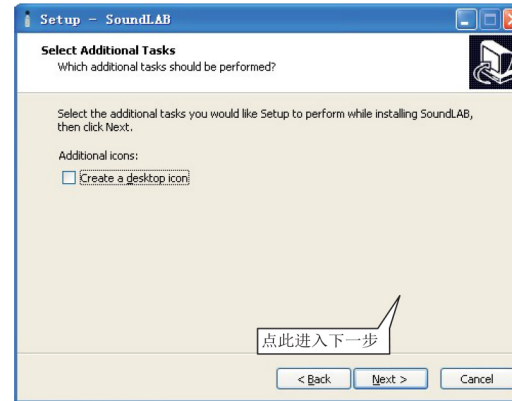 Setup - SoundLAB
Select Additional Tasks
Which additional tasks should be performed?
Select the additional tasks you would like Setup to perform while installing SoundLAB,
then click Next.
Additional icons:
Create a desktop icon
点此进入下一步
< Back Next > Cancel